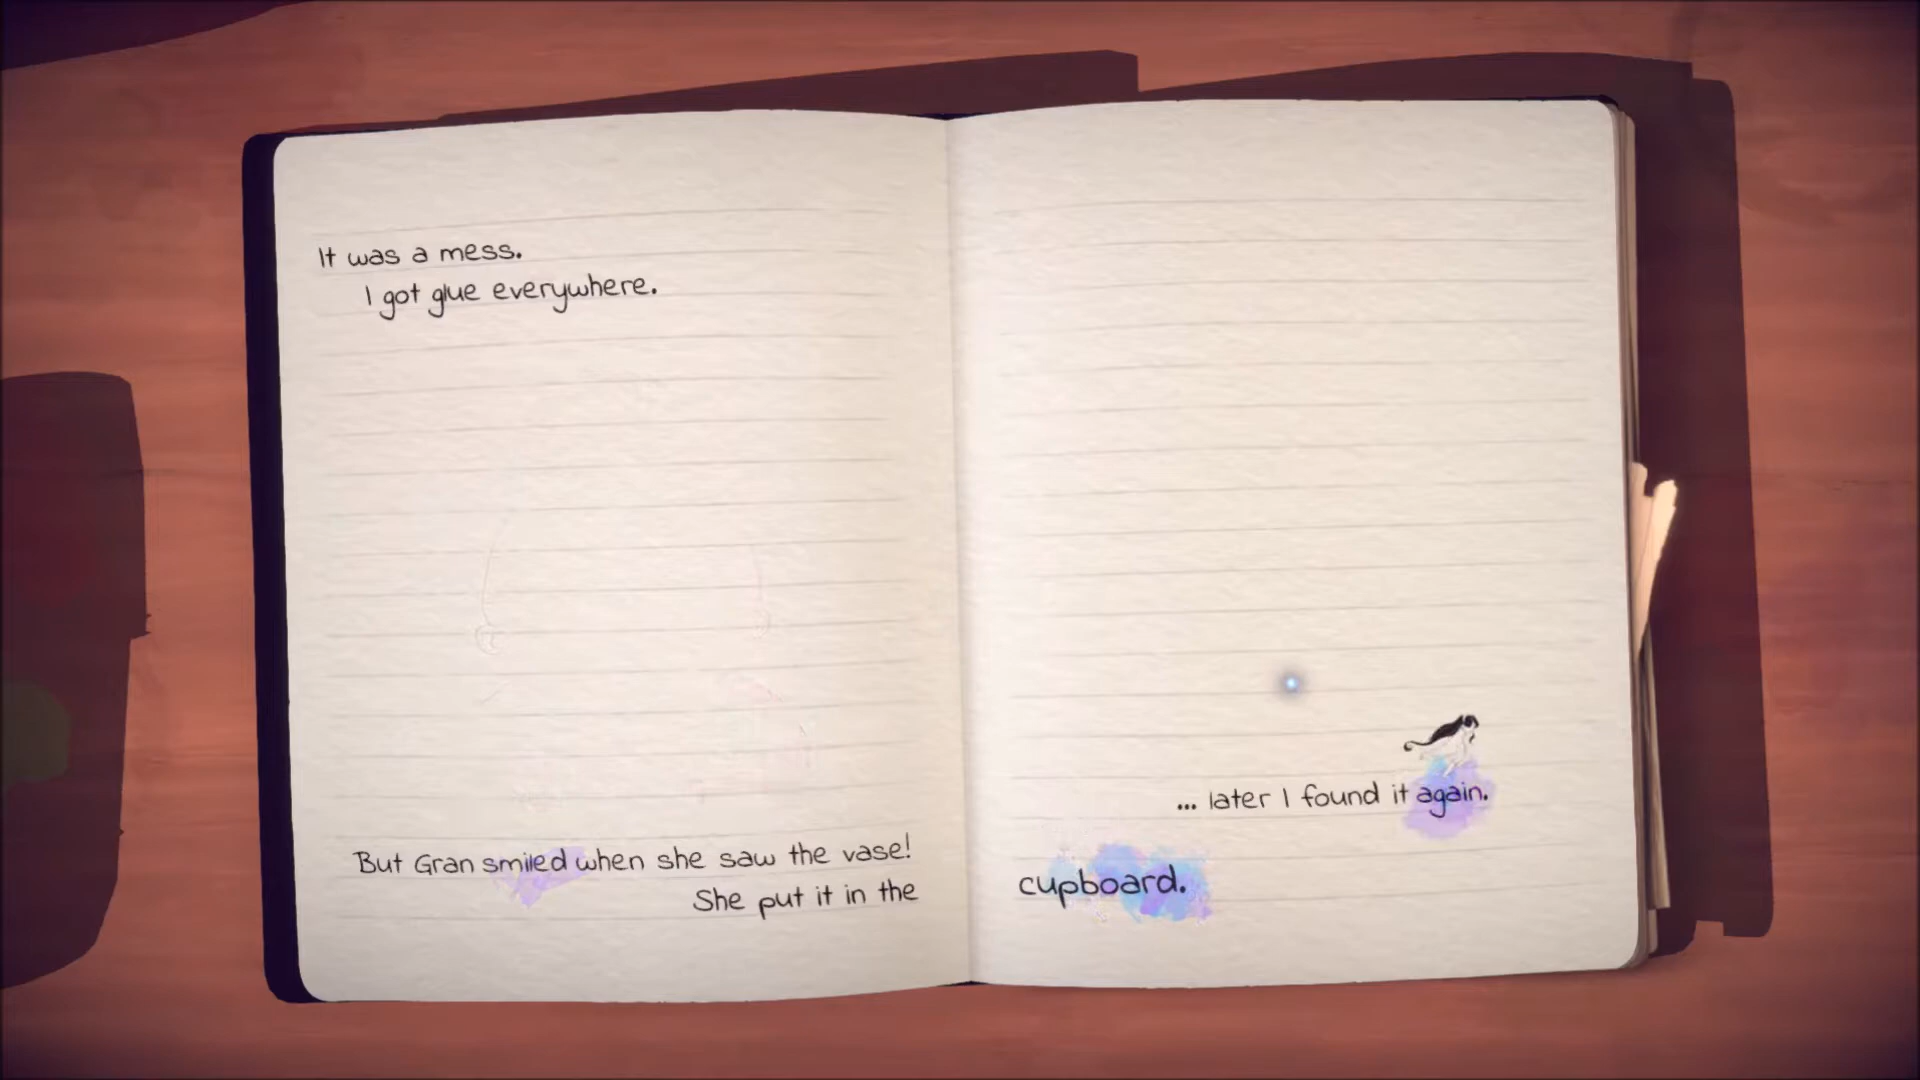 It was a mess.
I got glue everywhere.
But Gran smiled when she saw the vase!
She put it in the
cupboard.
... later I found it again.